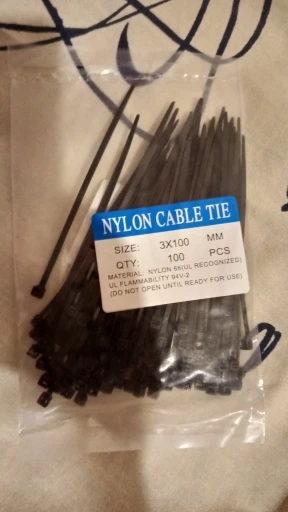 NYLON CABLE TIE
SIZE: 3X100 MM
QTY: 100 PCS
MATERIAL: NYLON 66(UL RECOGNIZED)
UL FLAMMABILITY 94V-2
(DO NOT OPEN UNTIL READY FOR USE)